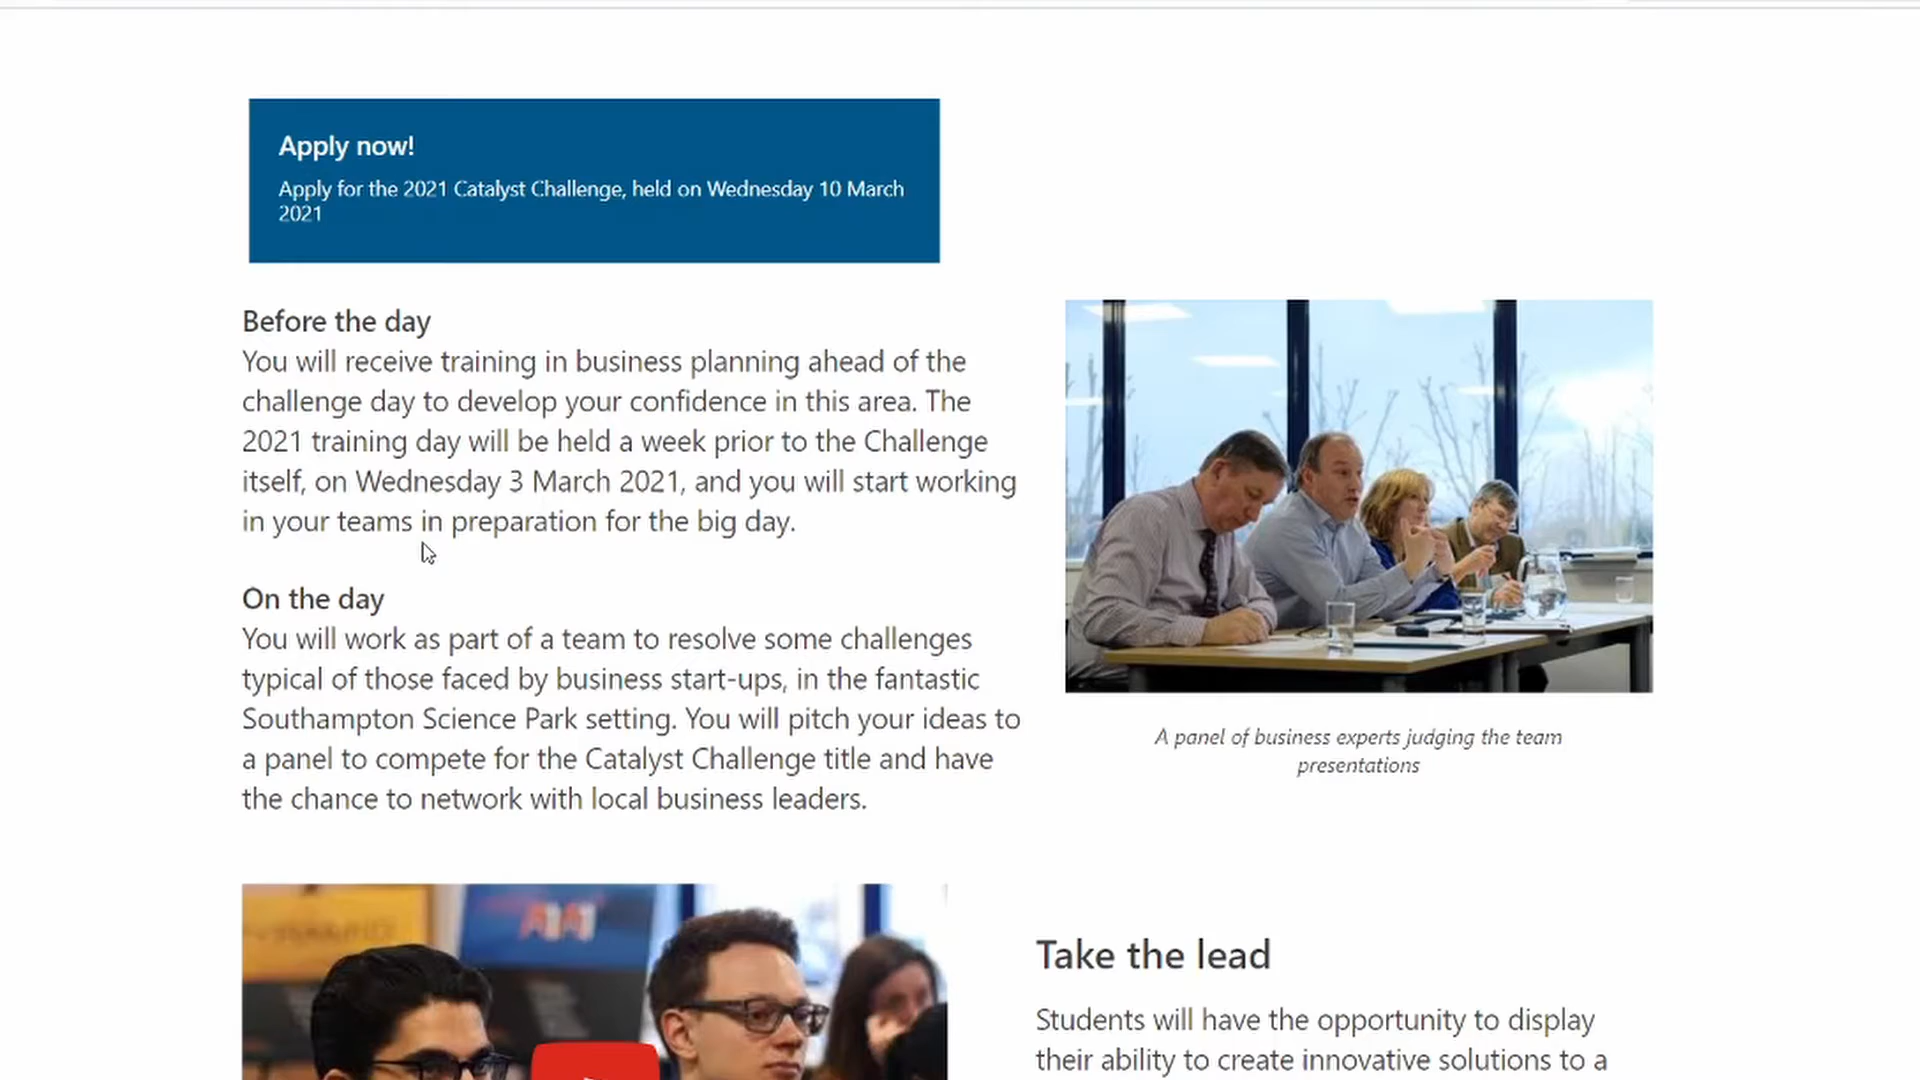 Apply now!
Apply for the 2021 Catalyst Challenge, held on Wednesday 10 March
2021
Before the day
You will receive training in business planning ahead of the
challenge day to develop your confidence in this area. The
2021 training day will be held a week prior to the Challenge
itself, on Wednesday 3 March 2021, and you will start working
in your teams in preparation for the big day.
On the day
You will work as part of a team to resolve some challenges
typical of those faced by business start-ups, in the fantastic
Southampton Science Park setting. You will pitch your ideas to
a panel to compete for the Catalyst Challenge title and have
the chance to network with local business leaders.
A panel of business experts judging the team
presentations
Take the lead
Students will have the opportunity to display
their ability to create innovative solutions to a